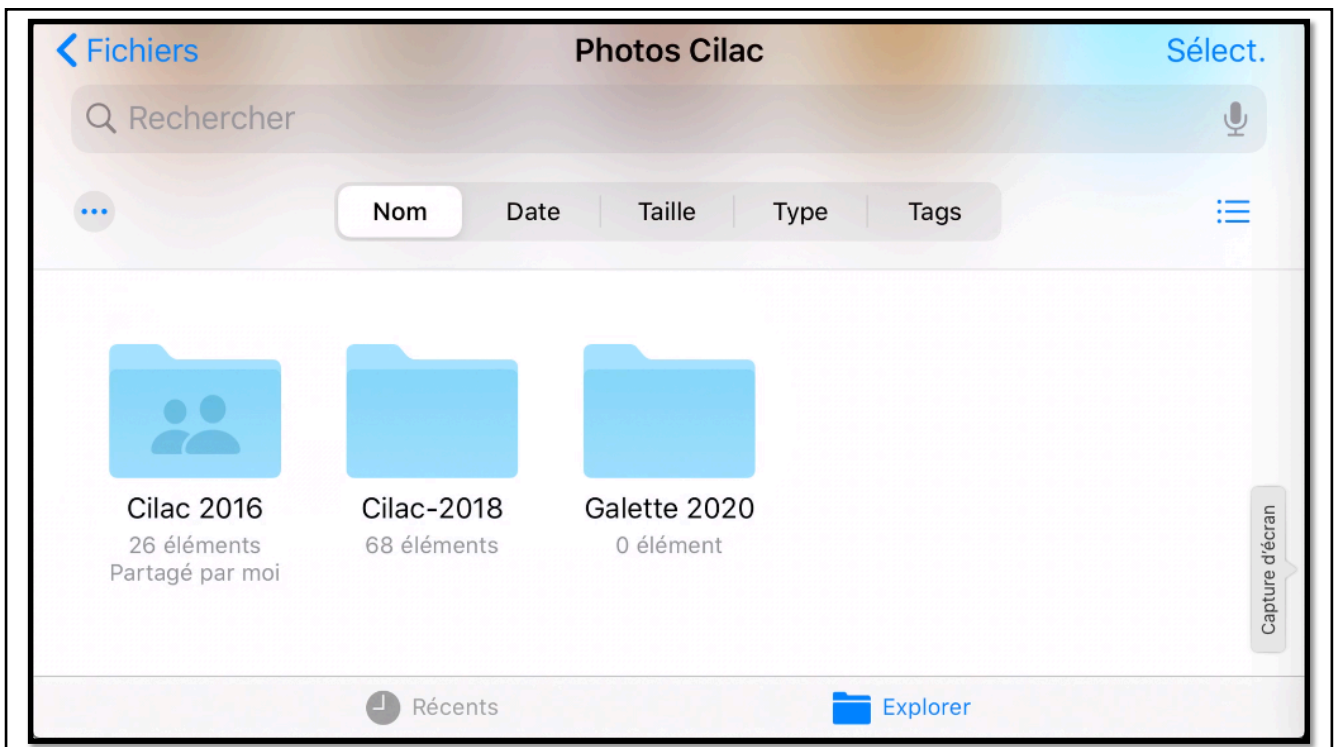 Fichiers
Photos Cilac
Sélect.
Rechercher
Nom
Date
Taille
Type
Tags
Cilac 2016
26 éléments
Partagé par moi
Cilac-2018
68 éléments
Galette 2020
0 élément
Capture d'écran
Récents
Explorer